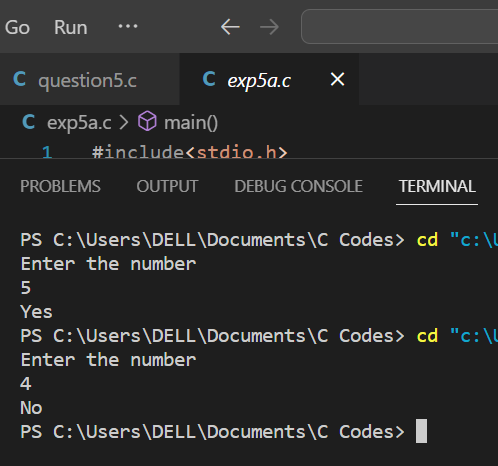 Go Run ...
C question5.c C exp5a.c
C exp5a.c > main()
1 #include<stdio.h>
PROBLEMS OUTPUT DEBUG CONSOLE TERMINAL
PS C:\Users\DELL\Documents\C Codes> cd "c:\
Enter the number
5
Yes
PS C:\Users\DELL\Documents\C Codes> cd "c:\
Enter the number
4
No
PS C:\Users\DELL\Documents\C Codes>